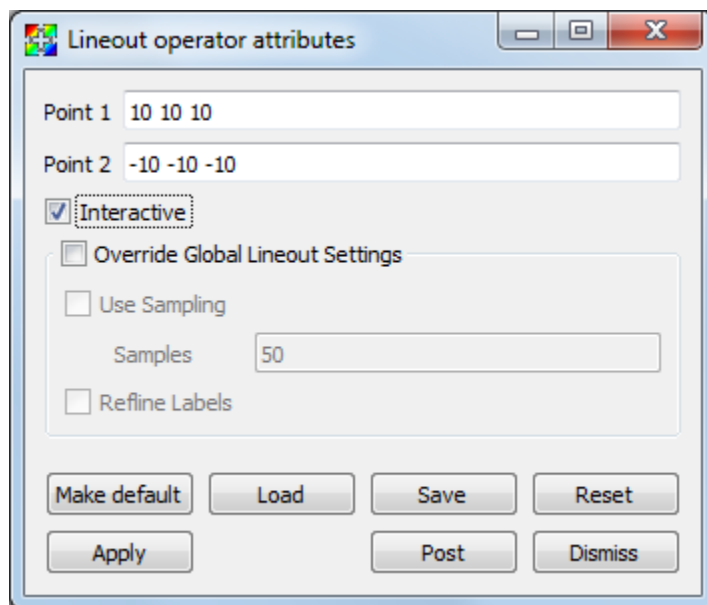 Lineout operator attributes
Point 1 10 10 10
Point 2 -10 -10 -10
Interactive
Override Global Lineout Settings
Use Sampling
Samples 50
Refline Labels
Make default Load Save Reset
Apply Post Dismiss